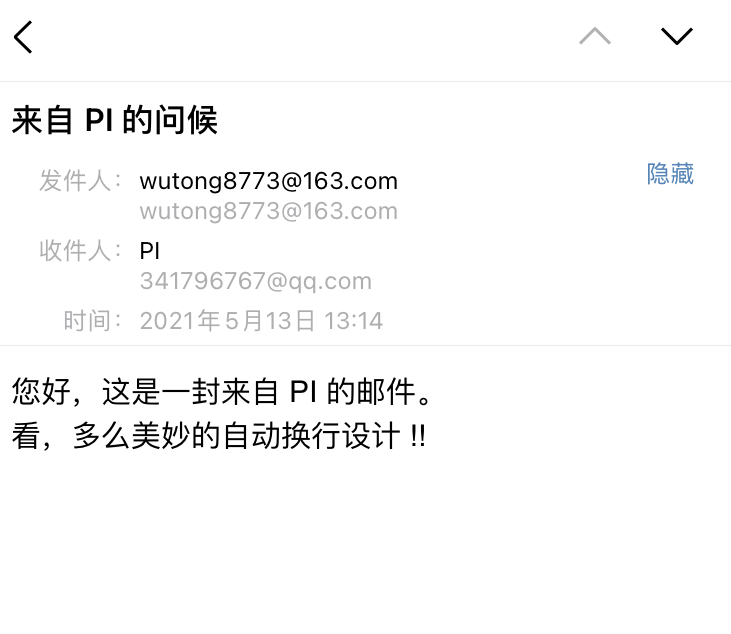 来自 PI 的问候
发件人： wutong8773@163.com 隐藏
wutong8773@163.com
收件人： PI
341796767@qq.com
时间： 2021年5月13日 13:14
您好，这是一封来自 PI 的邮件。
看，多么美妙的自动换行设计 !!